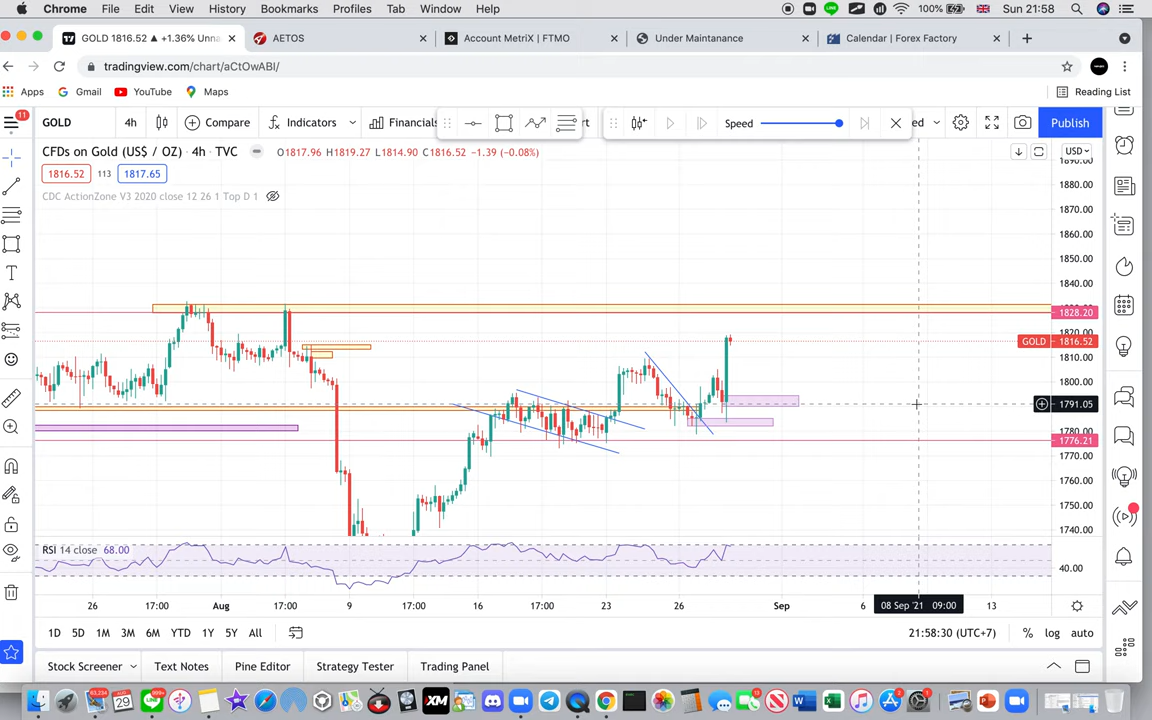 Chrome File Edit View History Bookmarks Profiles Tab Window Help 100% Sun 21:58
GOLD 1816.52 ▲ +1.36% Unna × AETOS × Account MetriX | FTMO × Under Maintanance × Calendar | Forex Factory × +
tradingview.com/chart/aCtOwABI/
Apps Gmail YouTube Maps Reading List
11 GOLD 4h Compare Indicators Financials Speed Publish
CFDs on Gold (US$ / OZ) · 4h · TVC O1817.96 H1819.27 L1814.90 C1816.52 −1.39 (−0.08%) USD
1816.52 113 1817.65
CDC ActionZone V3 2020 close 12 26 1 Top D 1
1880.00
1870.00
1860.00
1850.00
1840.00
1828.20
1820.00
GOLD 1816.52
1810.00
1800.00
1791.05
1780.00
1776.21
1770.00
1760.00
1750.00
1740.00
RSI 14 close 68.00
40.00
26 17:00 Aug 17:00 9 17:00 16 17:00 23 26 Sep 6 08 Sep '21 09:00 13
1D 5D 1M 3M 6M YTD 1Y 5Y All 21:58:30 (UTC+7) % log auto
Stock Screener Text Notes Pine Editor Strategy Tester Trading Panel